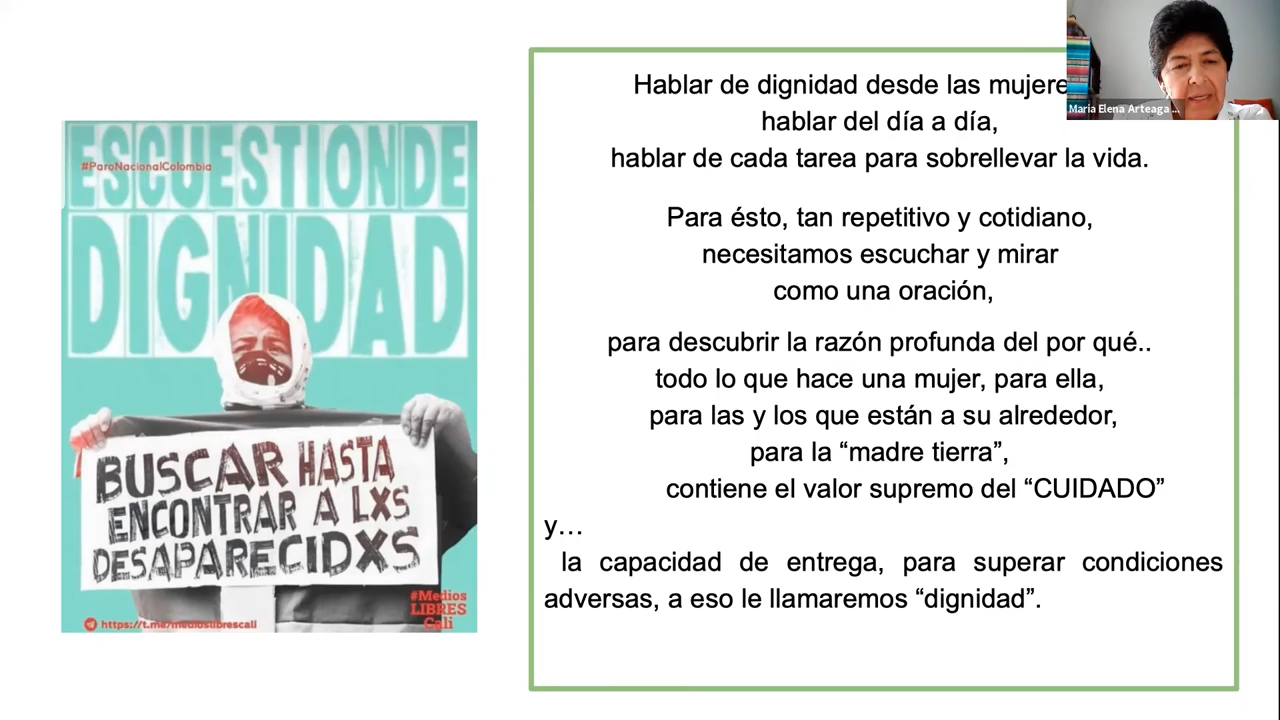 ESCUESTIONDE
#ParoNacionalColombia
DIGNIDAD
BUSCAR HASTA
ENCONTRAR A LXS
DESAPARECIDXS
#Medios
LIBRES
Cali
https://t.me/medioslibrescali
Hablar de dignidad desde las mujere
hablar del día a día,
hablar de cada tarea para sobrellevar la vida.
Para ésto, tan repetitivo y cotidiano,
necesitamos escuchar y mirar
como una oración,
para descubrir la razón profunda del por qué..
todo lo que hace una mujer, para ella,
para las y los que están a su alrededor,
para la “madre tierra”,
contiene el valor supremo del “CUIDADO”
y…
la capacidad de entrega, para superar condiciones
adversas, a eso le llamaremos “dignidad”.
María Elena Arteaga ...